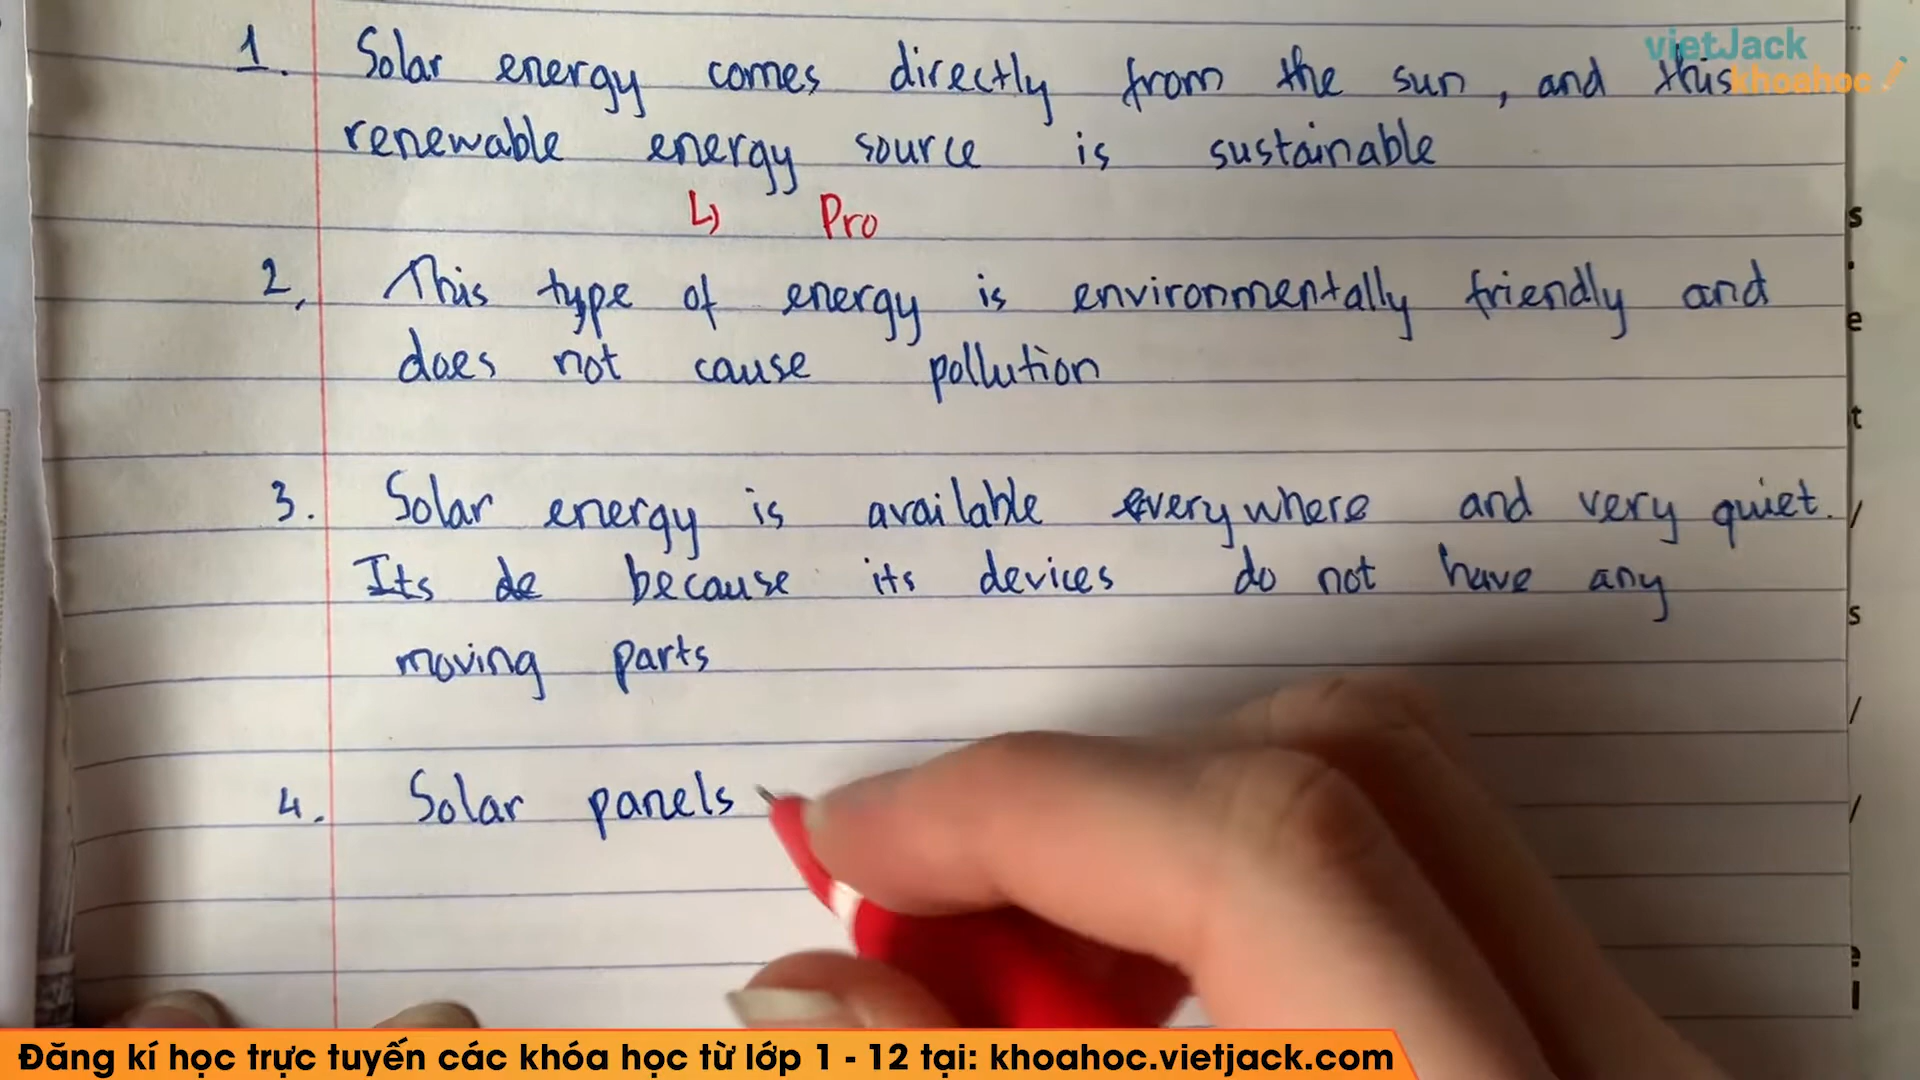 vietJack
khoahoc
1. Solar energy comes directly from the sun, and this
renewable energy source is sustainable
↳ Pro
2. This type of energy is environmentally friendly and
does not cause pollution
3. Solar energy is available everywhere and very quiet.
Its de because its devices do not have any
moving parts
4. Solar panels
s
e
t
/
s
/
/
e
l
Đăng kí học trực tuyến các khóa học từ lớp 1 - 12 tại: khoahoc.vietjack.com